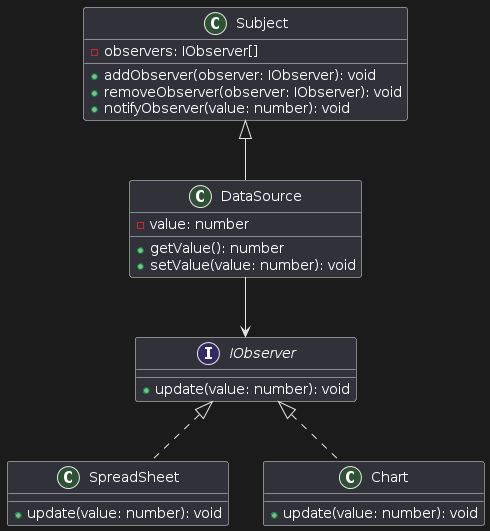 C Subject
observers: IObserver[]
addObserver(observer: IObserver): void
removeObserver(observer: IObserver): void
notifyObserver(value: number): void
C DataSource
value: number
getValue(): number
setValue(value: number): void
I IObserver
update(value: number): void
C SpreadSheet
update(value: number): void
C Chart
update(value: number): void